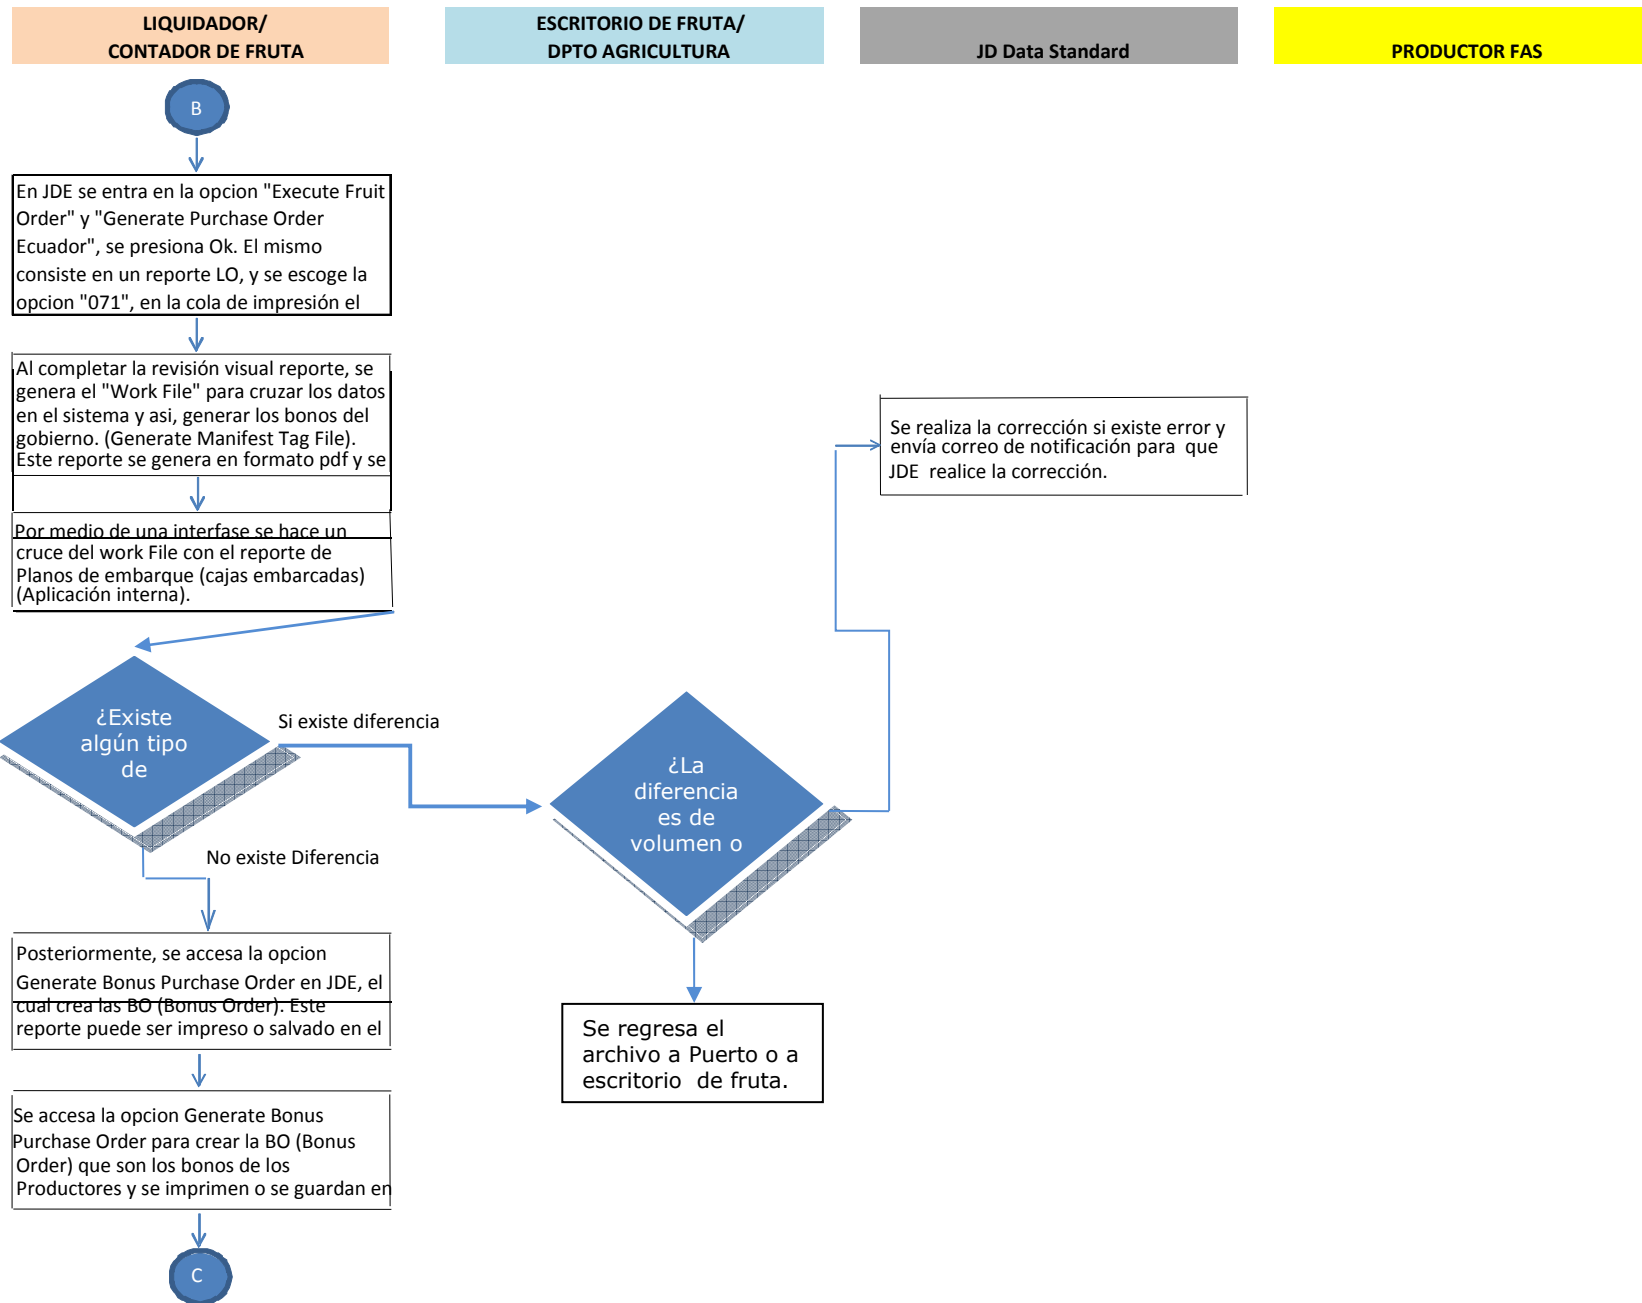 LIQUIDADOR/
CONTADOR DE FRUTA
ESCRITORIO DE FRUTA/
DPTO AGRICULTURA
JD Data Standard
PRODUCTOR FAS
B
En JDE se entra en la opcion "Execute Fruit
Order" y "Generate Purchase Order
Ecuador", se presiona Ok. El mismo
consiste en un reporte LO, y se escoge la
opcion "071", en la cola de impresión el
Al completar la revisión visual reporte, se
genera el "Work File" para cruzar los datos
en el sistema y asi, generar los bonos del
gobierno. (Generate Manifest Tag File).
Este reporte se genera en formato pdf y se
Por medio de una interfase se hace un
cruce del work File con el reporte de
Planos de embarque (cajas embarcadas)
(Aplicación interna).
Se realiza la corrección si existe error y
envía correo de notificación para que
JDE realice la corrección.
¿Existe
algún tipo
de
Si existe diferencia
¿La
diferencia
es de
volumen o
No existe Diferencia
Posteriormente, se accesa la opcion
Generate Bonus Purchase Order en JDE, el
cual crea las BO (Bonus Order). Este
reporte puede ser impreso o salvado en el
Se regresa el
archivo a Puerto o a
escritorio de fruta.
Se accesa la opcion Generate Bonus
Purchase Order para crear la BO (Bonus
Order) que son los bonos de los
Productores y se imprimen o se guardan en
C